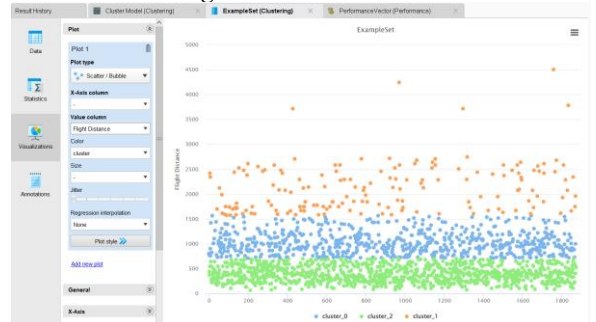 Result History
Cluster Model (Clustering)
ExampleSet (Clustering)
PerformanceVector (Performance)
Data
Statistics
Visualizations
Annotations
Plot
Plot 1
Plot type
Scatter / Bubble
X-Axis column
-
Value column
Flight Distance
Color
cluster
Size
-
Jitter
Regression interpolation
None
Plot style
Add new plot
General
X-Axis
ExampleSet
Flight Distance
5000
4500
4000
3500
3000
2500
2000
1500
1000
500
0
0 200 400 600 800 1000 1200 1400 1600 1800
cluster_0 cluster_2 cluster_1